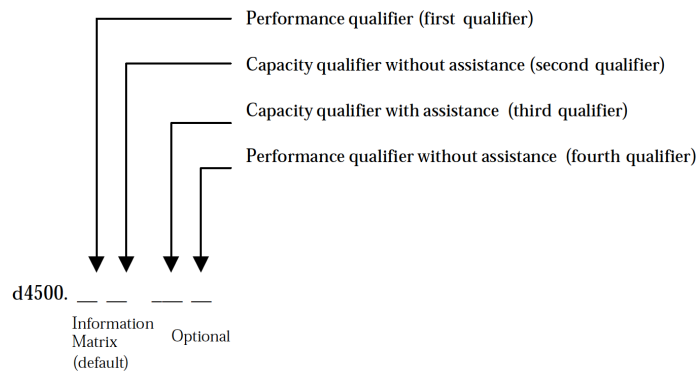 Performance qualifier (first qualifier)
Capacity qualifier without assistance (second qualifier)
Capacity qualifier with assistance (third qualifier)
Performance qualifier without assistance (fourth qualifier)
d4500. __ __ __ __
Information
Matrix
(default)
Optional